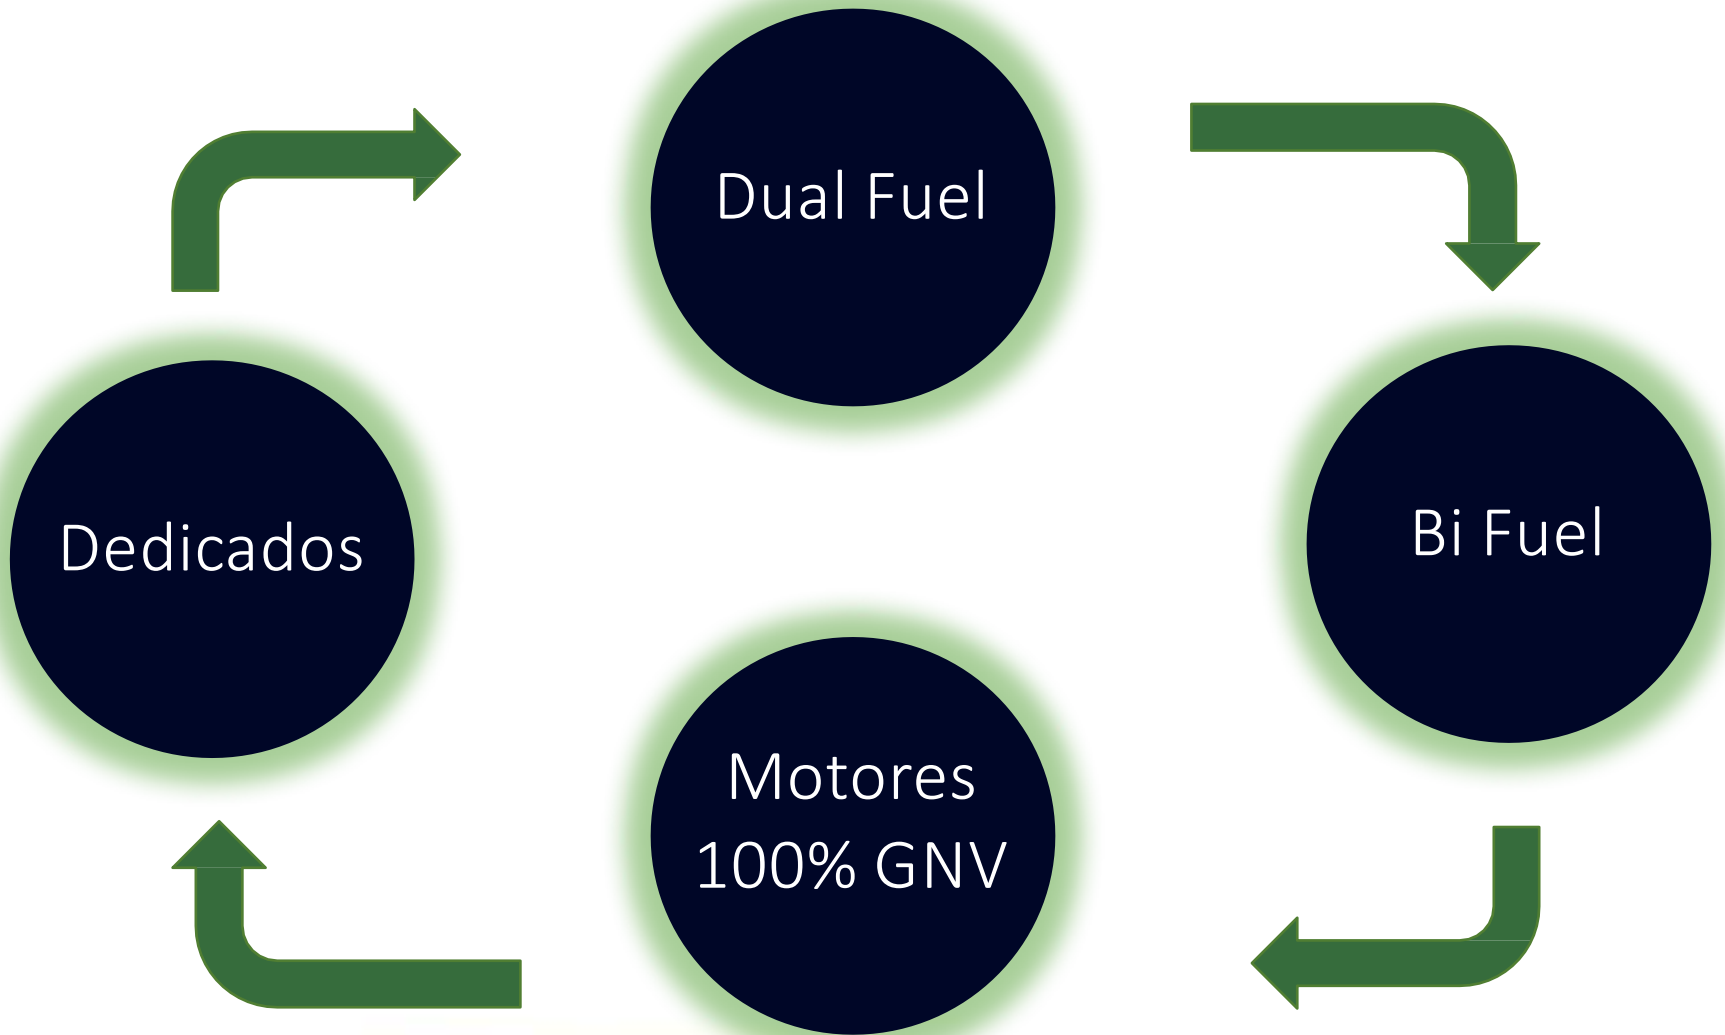 Dual Fuel
Dedicados
Bi Fuel
Motores
100% GNV